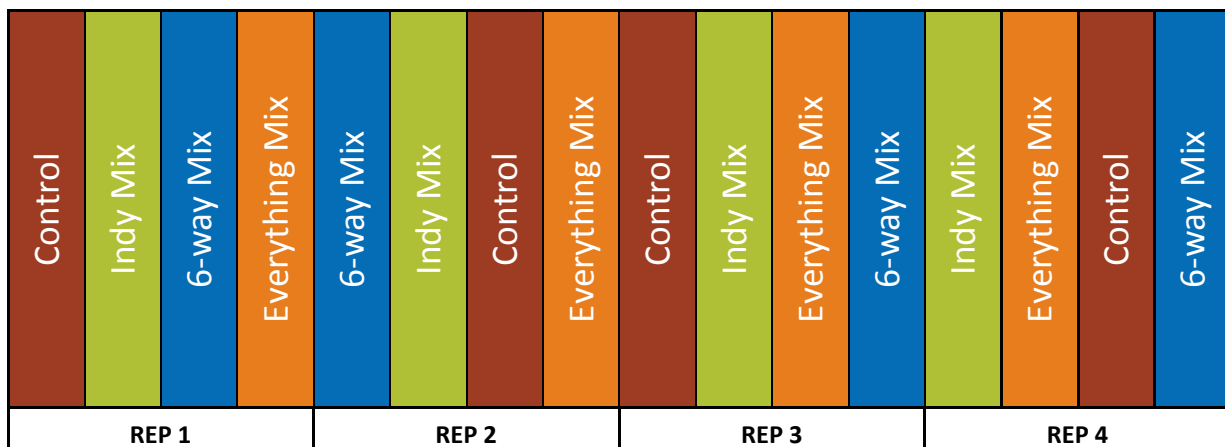 Control
Indy Mix
6-way Mix
Everything Mix
6-way Mix
Indy Mix
Control
Everything Mix
Control
Indy Mix
Everything Mix
6-way Mix
Indy Mix
Everything Mix
Control
6-way Mix
REP 1
REP 2
REP 3
REP 4